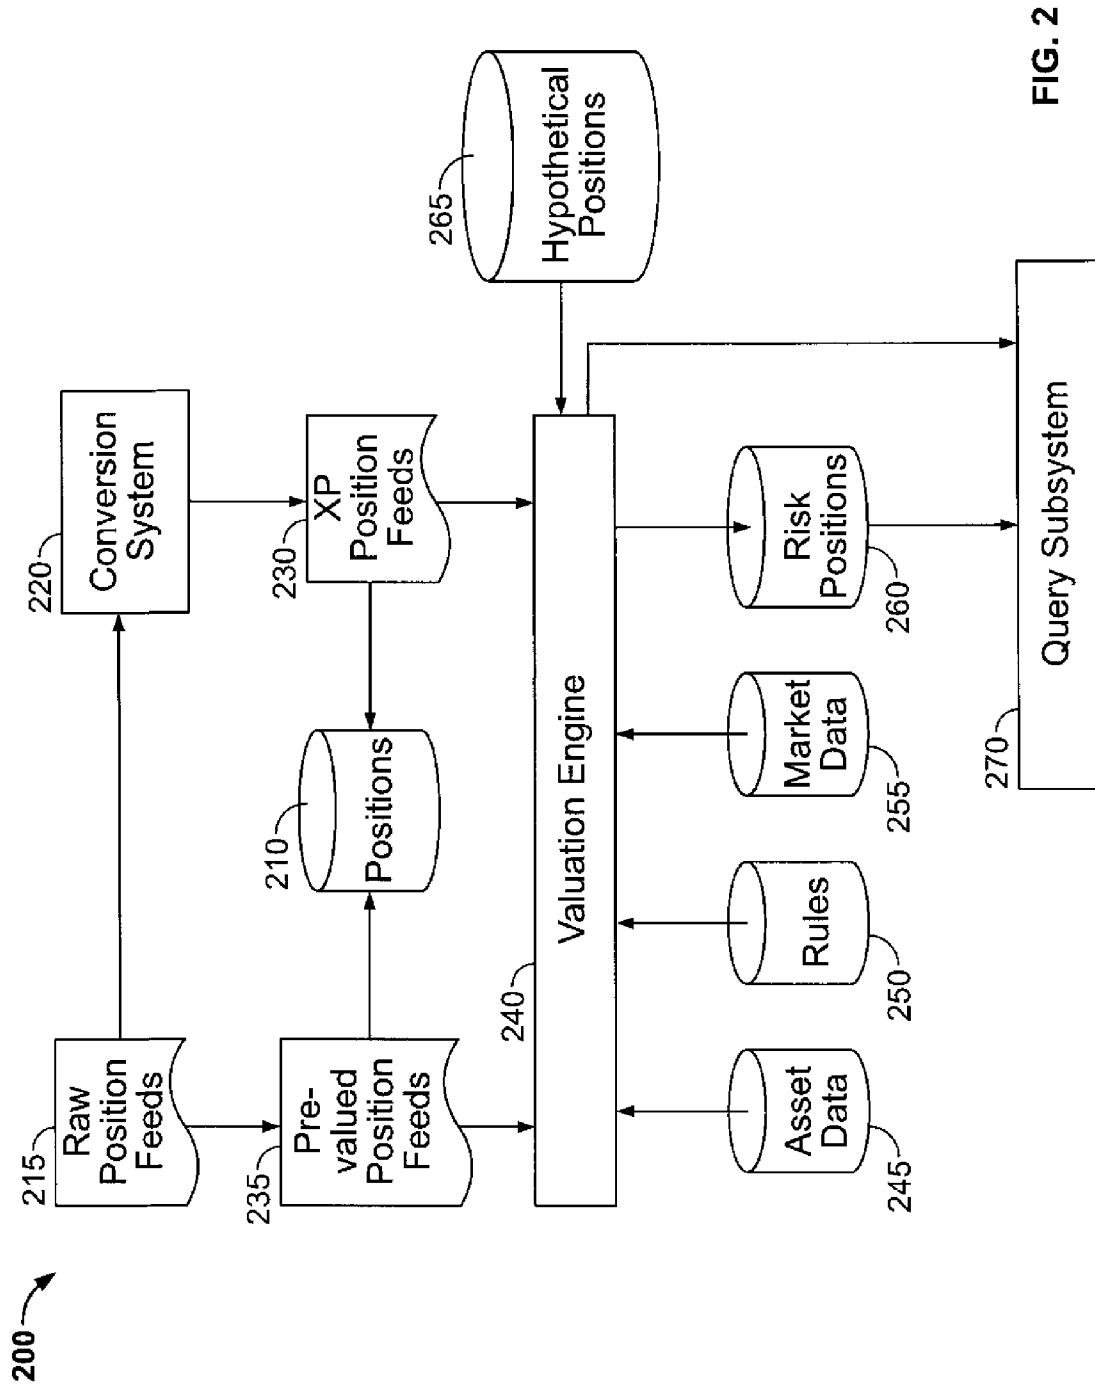 200
215
Raw
Position
Feeds
220
Conversion
System
235
Pre-
valued
Position
Feeds
210
Positions
230
XP
Position
Feeds
265
Hypothetical
Positions
240
Valuation Engine
Asset
Data
245
Rules
250
Market
Data
255
Risk
Positions
260
270
Query Subsystem
FIG. 2